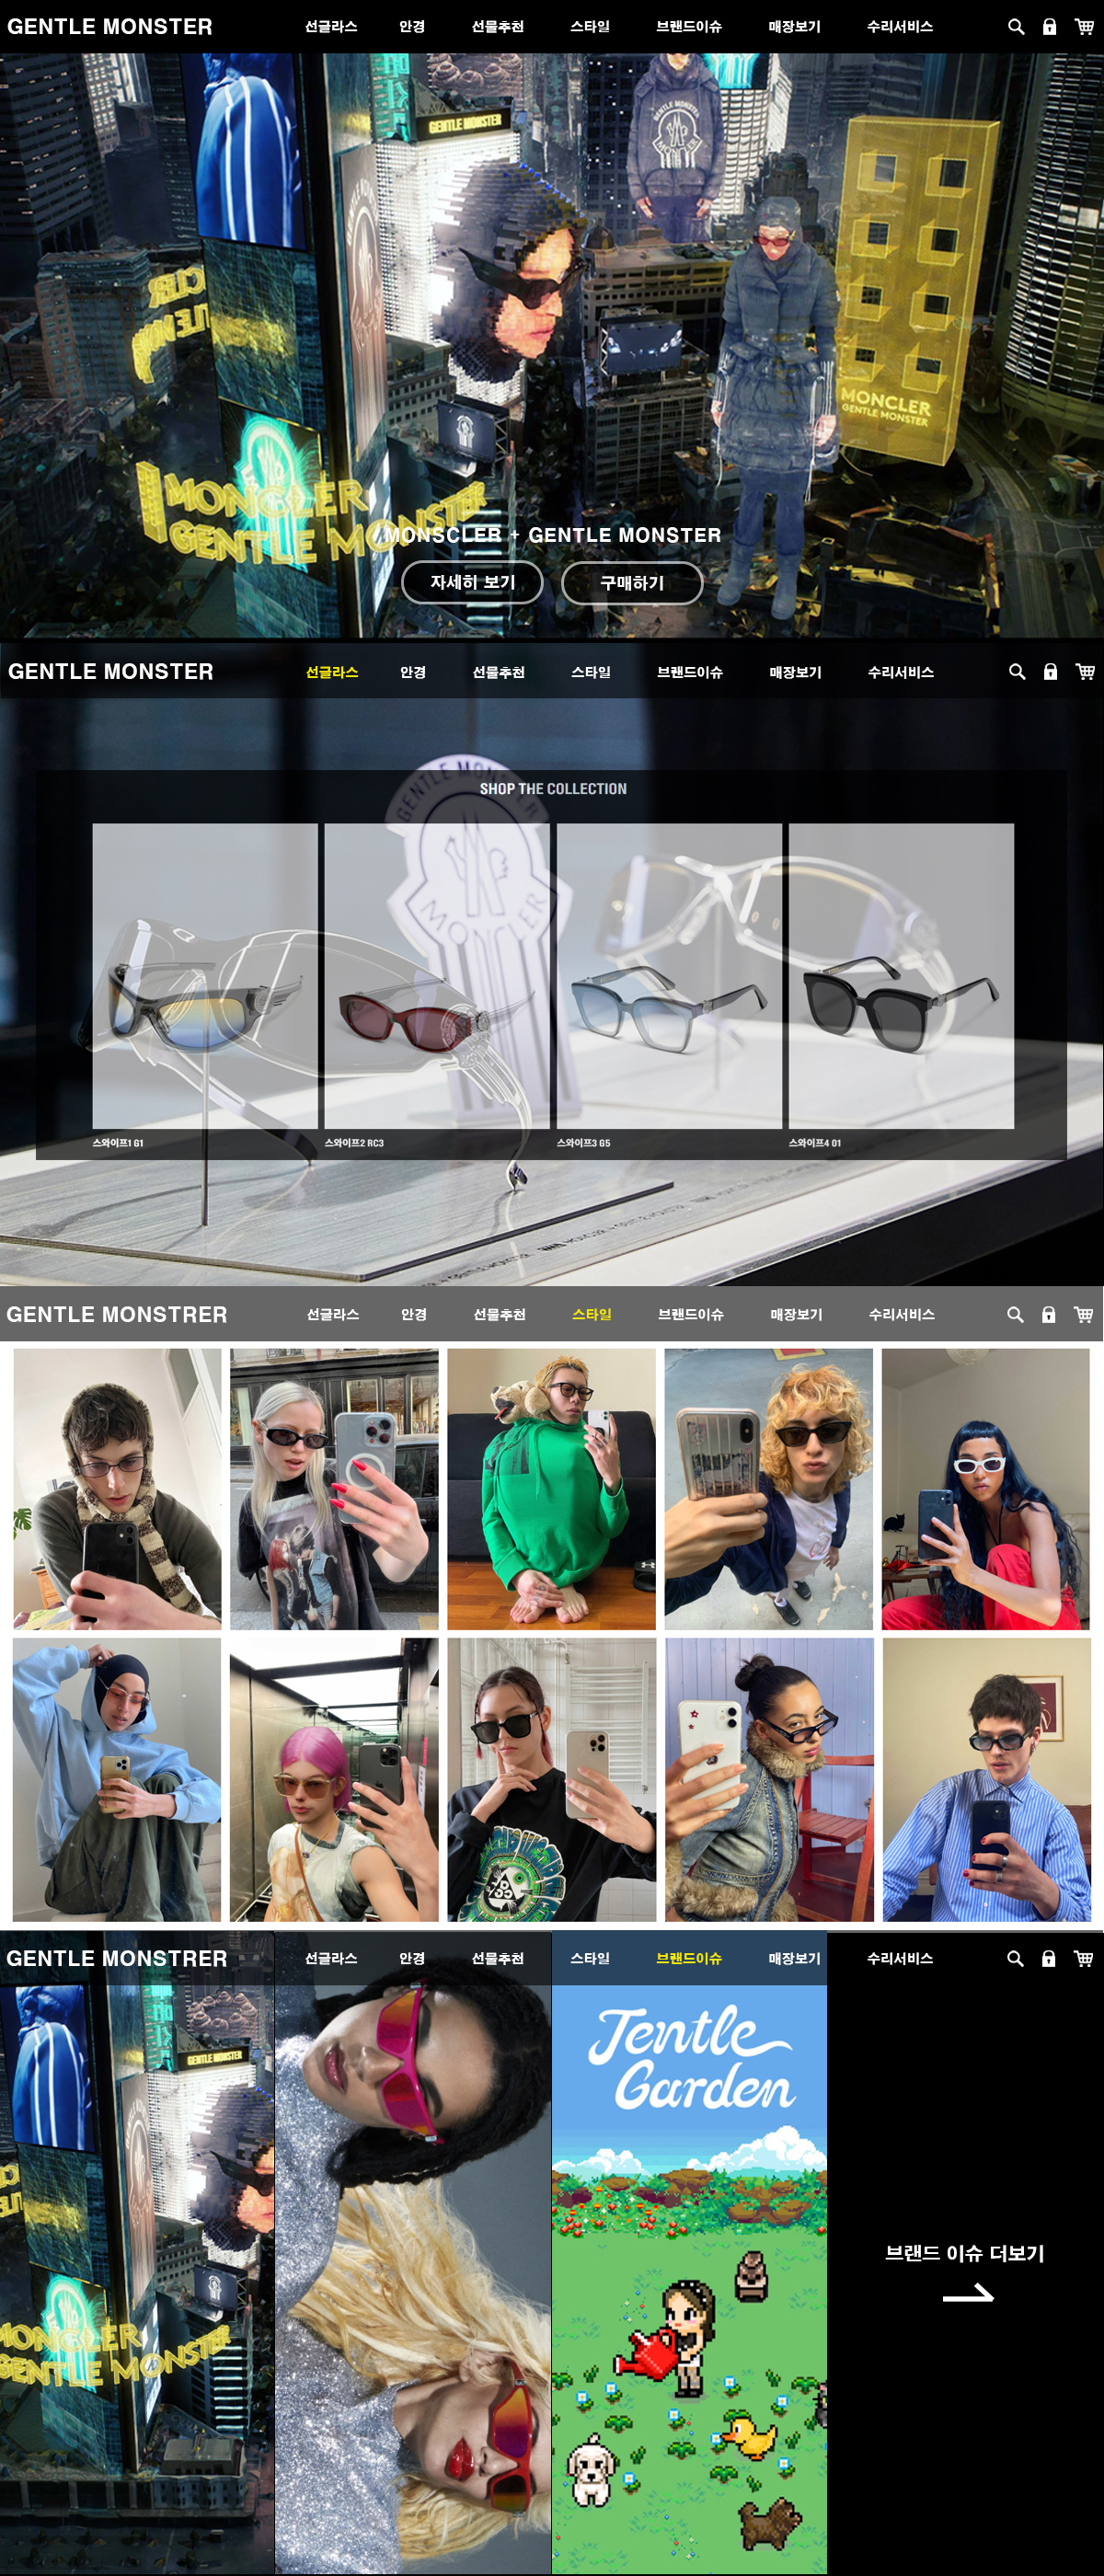 GENTLE MONSTER 선글라스 안경 선물추천 스타일 브랜드이슈 매장보기 수리서비스
GENTLE MONSTER
GENTLE MONSTER
MONCLER
MONCLER
GENTLE MONSTER
MONCLER
GENTLE MONSTER
MONSCLER + GENTLE MONSTER
자세히 보기 구매하기
GENTLE MONSTER 선글라스 안경 선물추천 스타일 브랜드이슈 매장보기 수리서비스
GENTLE MONSTER
SHOP THE COLLECTION
MONCLER
스와이프1 G1 스와이프2 RC3 스와이프3 G5 스와이프4 01
GENTLE MONSTRER 선글라스 안경 선물추천 스타일 브랜드이슈 매장보기 수리서비스
GENTLE MONSTRER 선글라스 안경 선물추천 스타일 브랜드이슈 매장보기 수리서비스
GENTLE MONSTER
Jentle
Garden
브랜드 이슈 더보기
MONCLER
GENTLE MONSTER